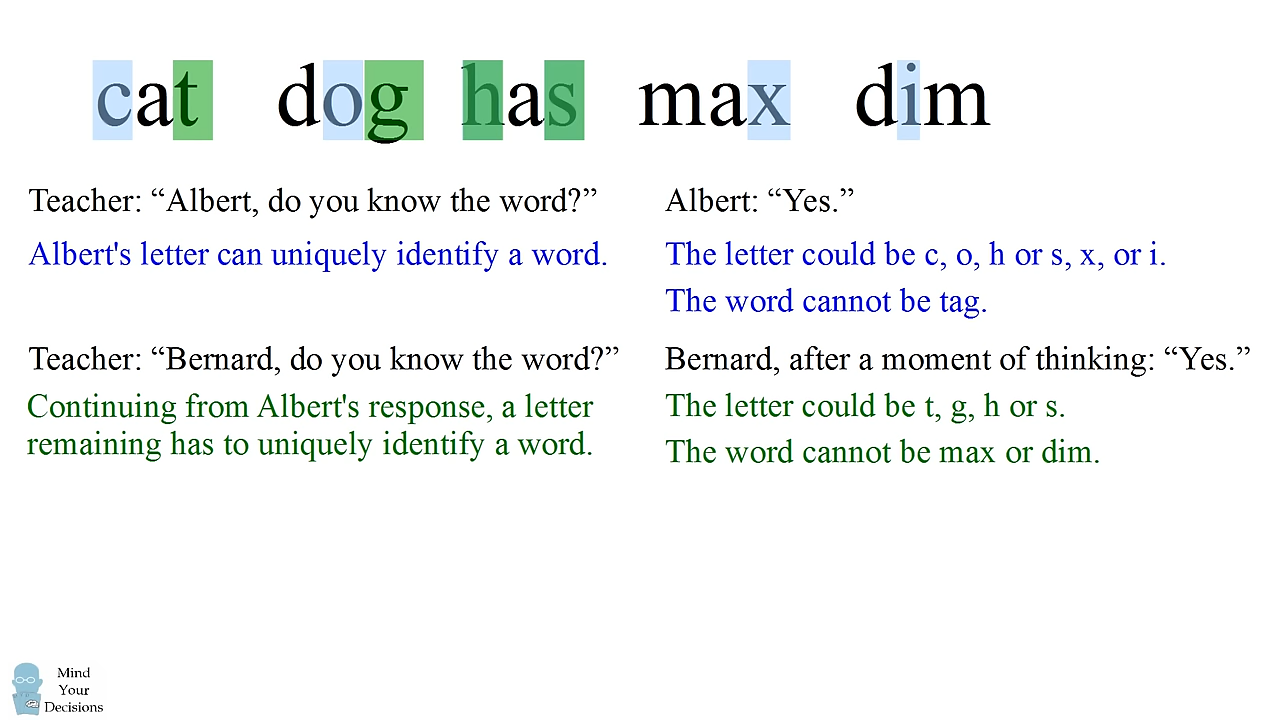 cat dog has max dim
Teacher: “Albert, do you know the word?” Albert: “Yes.”
Albert's letter can uniquely identify a word. The letter could be c, o, h or s, x, or i.
The word cannot be tag.
Teacher: “Bernard, do you know the word?” Bernard, after a moment of thinking: “Yes.”
Continuing from Albert's response, a letter The letter could be t, g, h or s.
remaining has to uniquely identify a word. The word cannot be max or dim.
Mind
Your
Decisions